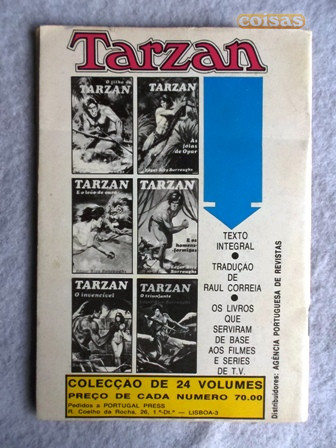 coisas
Tarzan
O filho de
TARZAN
TARZAN
As
jóias
de Opar
Edgar Rice Burroughs
TARZAN
e o leão de ouro
TARZAN
E os
homens
formigas
Edgar Rice
Burroughs
TARZAN
O invencível
TARZAN
O triunfante
TEXTO
INTEGRAL
●
TRADUÇAO
DE
RAUL CORREIA
●
OS LIVROS
QUE
SERVIRAM
DE BASE
AOS FILMES
E SERIES
DE T.V.
Distribuidores: AGÊNCIA PORTUGUESA DE REVISTAS
COLECÇÃO DE 24 VOLUMES
PREÇO DE CADA NUMERO 70.00
Pedidos a PORTUGAL PRESS
R. Coelho da Rocha, 26, 1.º-Dt.º — LISBOA-3